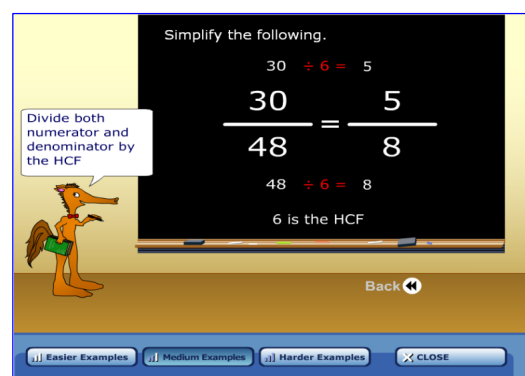 Simplify the following.
30 ÷ 6 = 5
30 = 5
48 8
48 ÷ 6 = 8
6 is the HCF
Divide both
numerator and
denominator by
the HCF
Back
Easier Examples
Medium Examples
Harder Examples
CLOSE